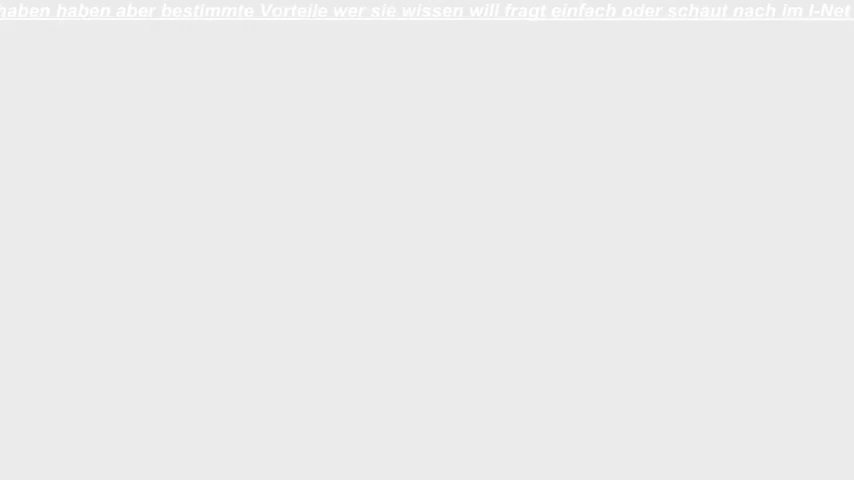 haben haben aber bestimmte Vorteile wer sie wissen will fragt einfach oder schaut nach im I-Net